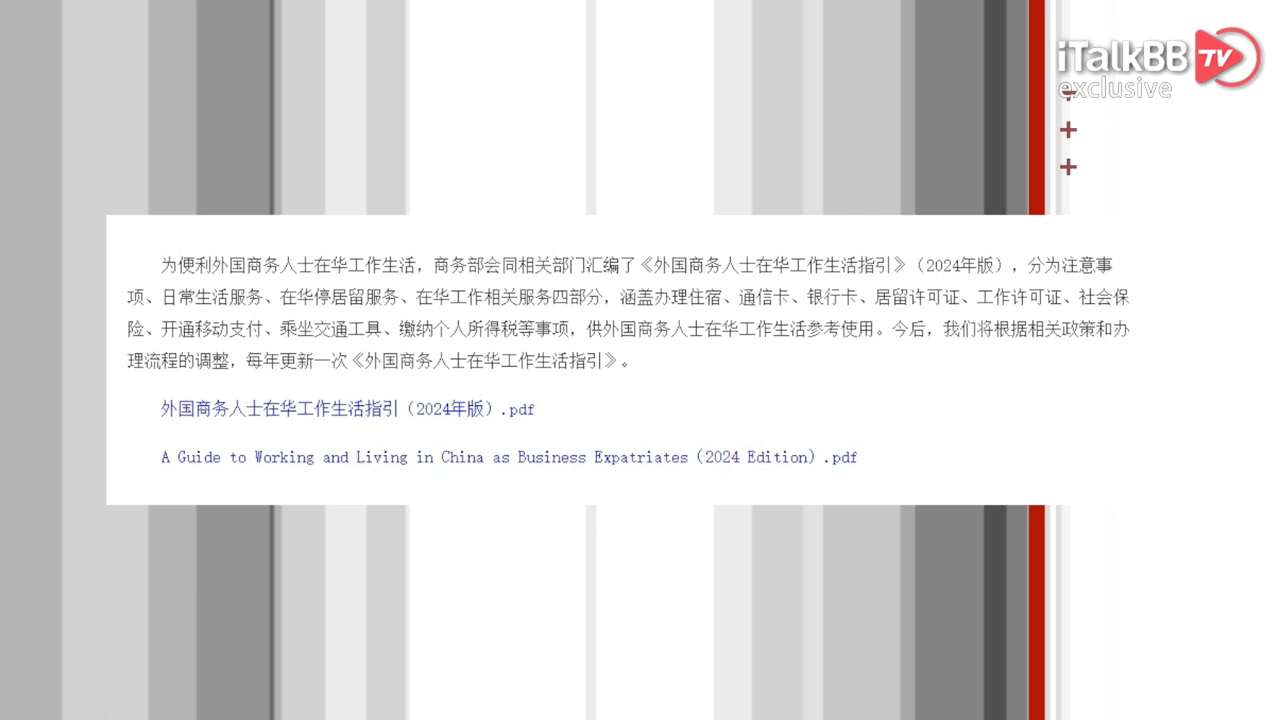 iTalkBB TV
exclusive
为便利外国商务人士在华工作生活，商务部会同相关部门汇编了《外国商务人士在华工作生活指引》（2024年版），分为注意事
项、日常生活服务、在华停居留服务、在华工作相关服务四部分，涵盖办理住宿、通信卡、银行卡、居留许可证、工作许可证、社会保
险、开通移动支付、乘坐交通工具、缴纳个人所得税等事项，供外国商务人士在华工作生活参考使用。今后，我们将根据相关政策和办
理流程的调整，每年更新一次《外国商务人士在华工作生活指引》。
外国商务人士在华工作生活指引（2024年版）.pdf
A Guide to Working and Living in China as Business Expatriates（2024 Edition）.pdf